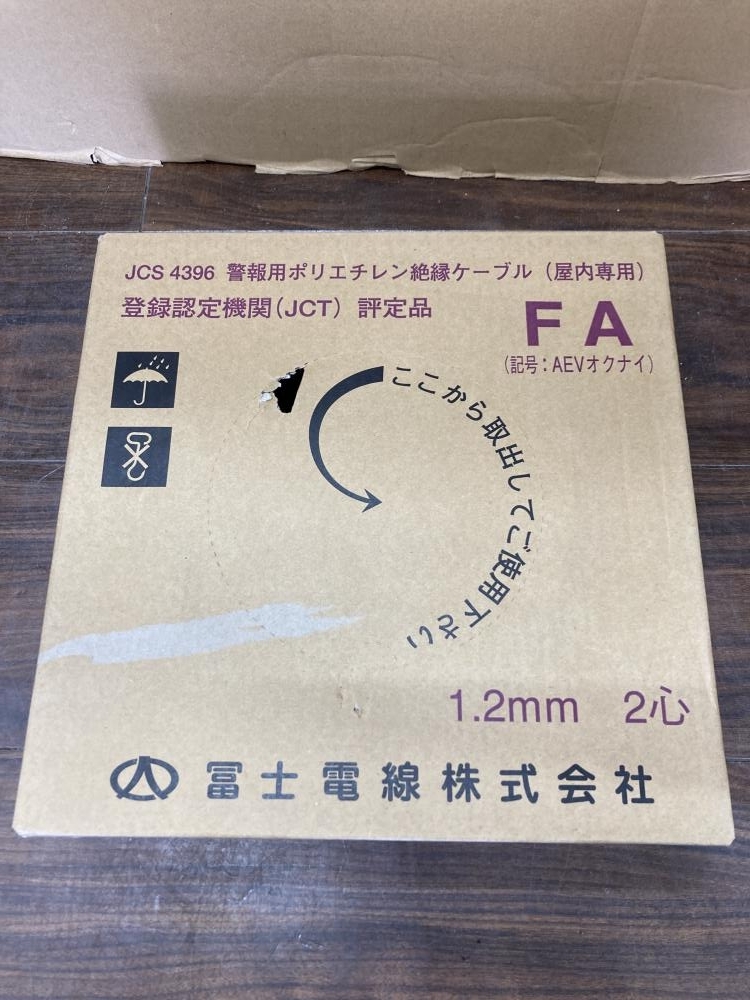 JCS 4396 警報用ポリエチレン絶縁ケーブル（屋内専用）
登録認定機関(JCT) 評定品
FA
（記号：AEVオクナイ）
ここから取出してご使用下さい
1.2mm 2心
冨士電線株式会社